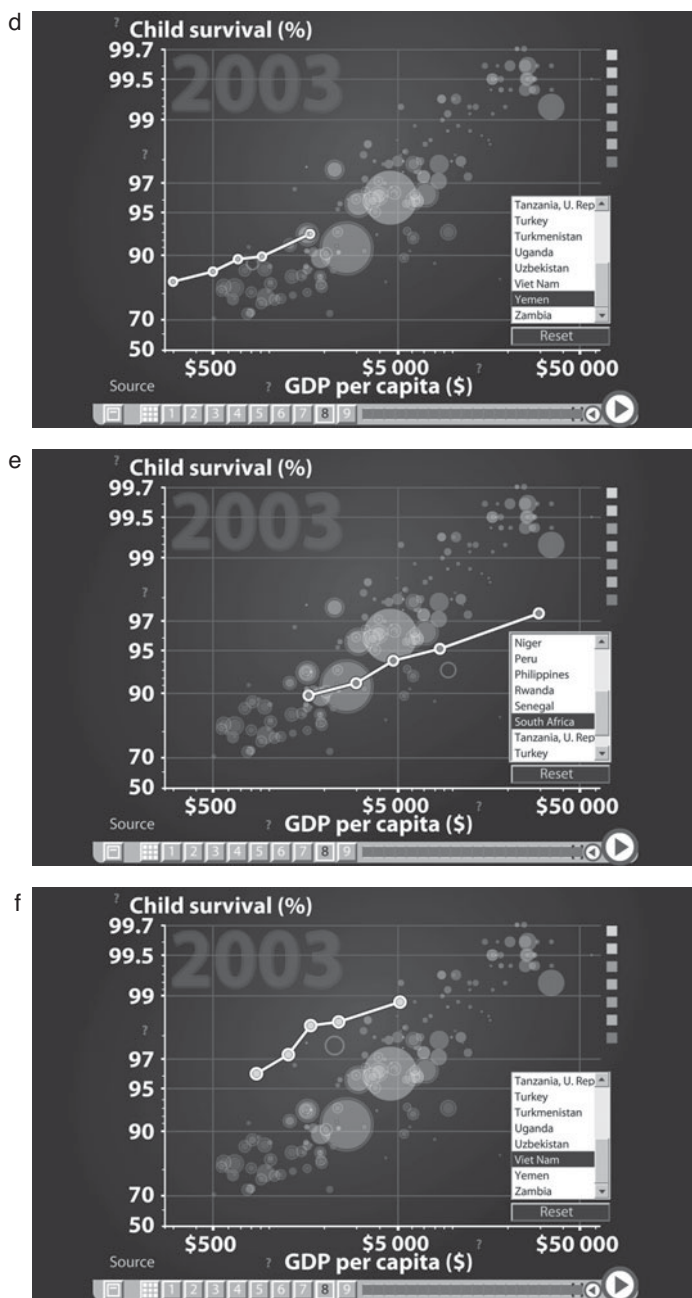 d
? Child survival (%)
2003
99.7
99.5
99
?
97
95
90
70
50
Tanzania, U. Rep
Turkey
Turkmenistan
Uganda
Uzbekistan
Viet Nam
Yemen
Zambia
Reset
$500 $5 000 ? $50 000
Source ? GDP per capita ($)
1 2 3 4 5 6 7 8 9
e
? Child survival (%)
2003
99.7
99.5
99
?
97
95
90
70
50
Niger
Peru
Philippines
Rwanda
Senegal
South Africa
Tanzania, U. Rep
Turkey
Reset
$500 $5 000 ? $50 000
Source ? GDP per capita ($)
1 2 3 4 5 6 7 8 9
f
? Child survival (%)
2003
99.7
99.5
99
?
97
95
90
70
50
Tanzania, U. Rep
Turkey
Turkmenistan
Uganda
Uzbekistan
Viet Nam
Yemen
Zambia
Reset
$500 $5 000 ? $50 000
Source ? GDP per capita ($)
1 2 3 4 5 6 7 8 9